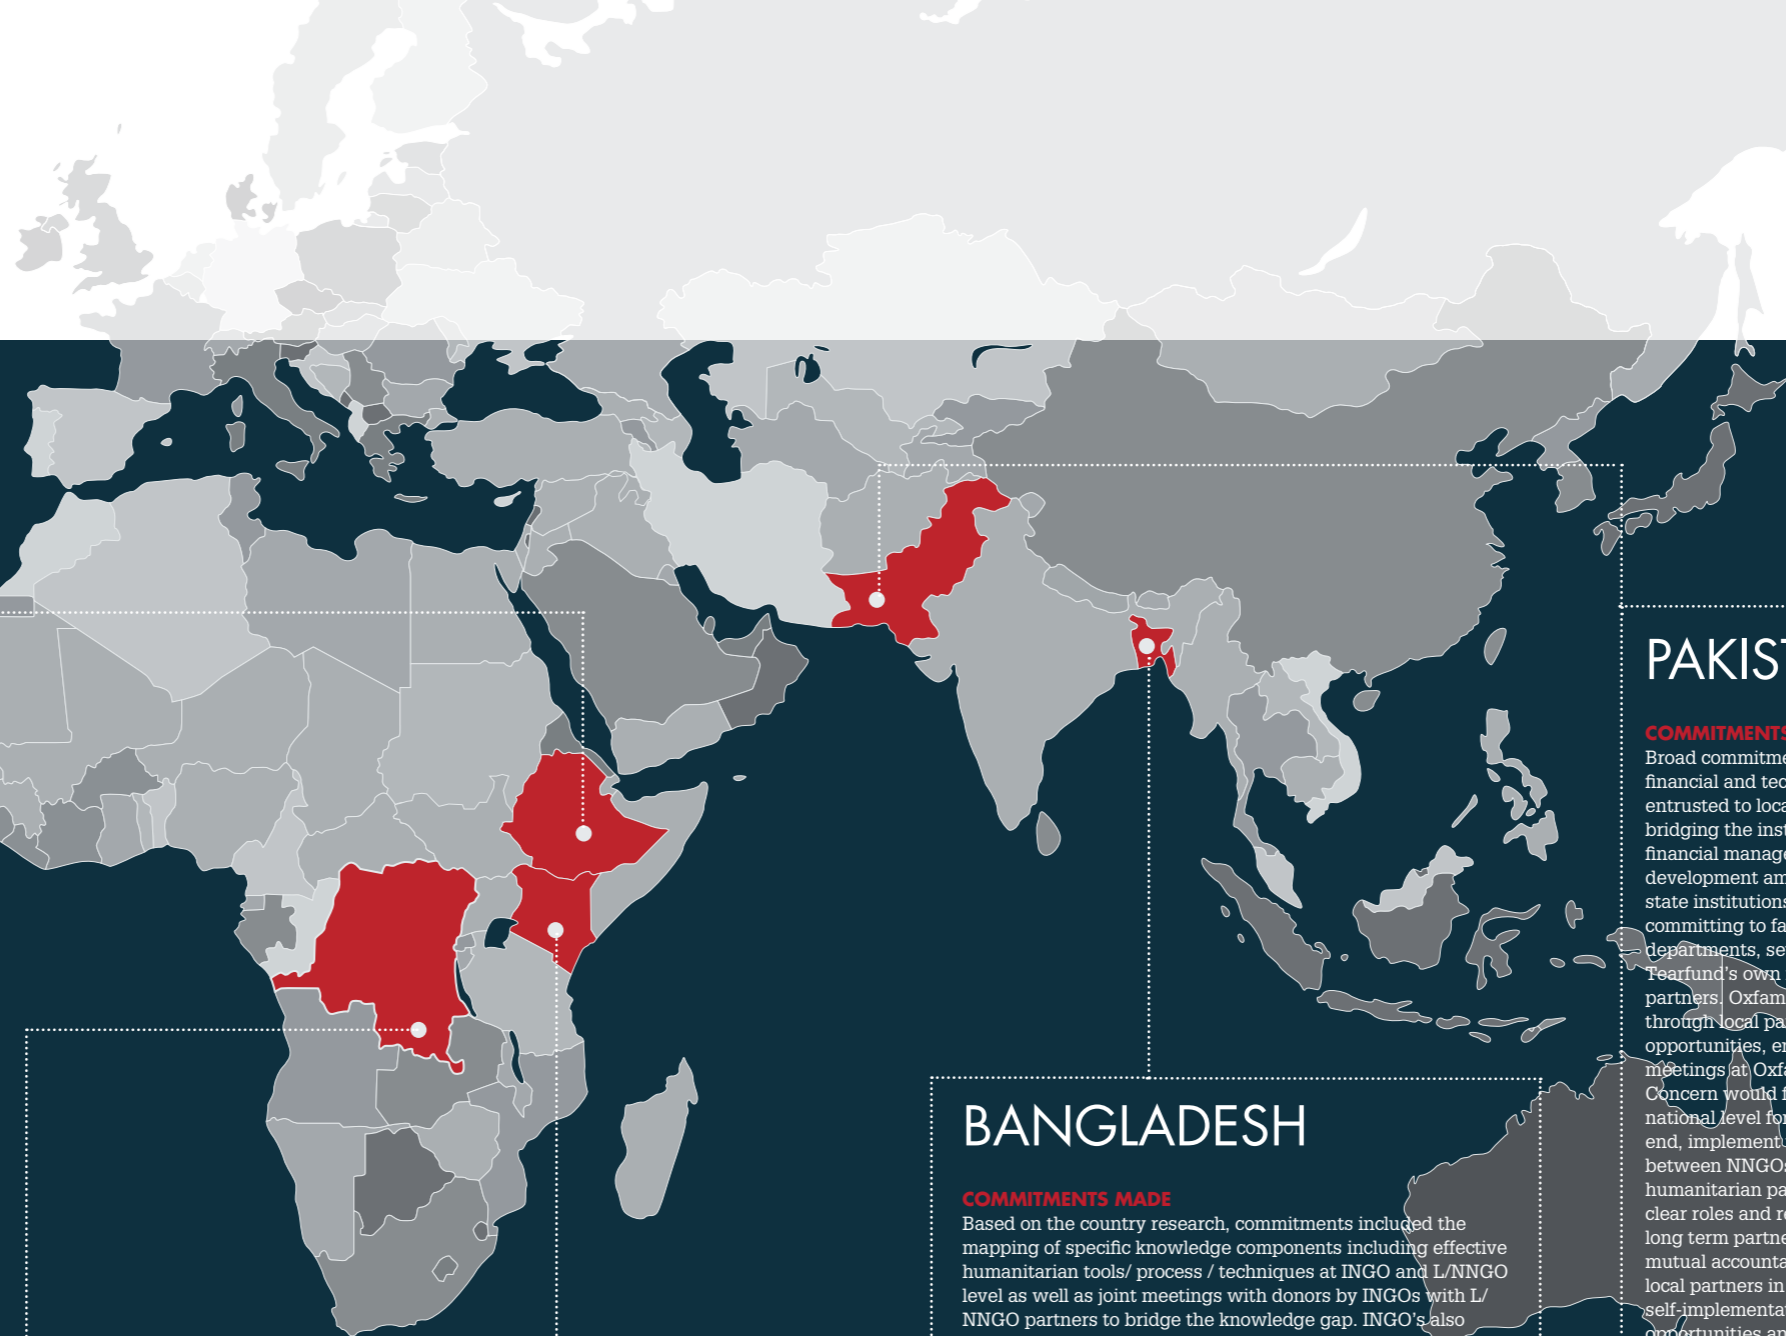 BANGLADESH
COMMITMENTS MADE
Based on the country research, commitments included the
mapping of specific knowledge components including effective
humanitarian tools/ process / techniques at INGO and L/NNGO
level as well as joint meetings with donors by INGOs with L/
NNGO partners to bridge the knowledge gap. INGO's also
PAKIST
COMMITMENTS
Broad commitme
financial and tec
entrusted to loca
bridging the inst
financial manage
development am
state institutions
committing to fa
departments, se
Tearfund's own
partners. Oxfam
through local pa
opportunities, en
meetings at Oxfa
Concern would f
national level for
end, implementi
between NNGOs
humanitarian pa
clear roles and re
long term partne
mutual accounta
local partners in
self-implementa
opportunities an